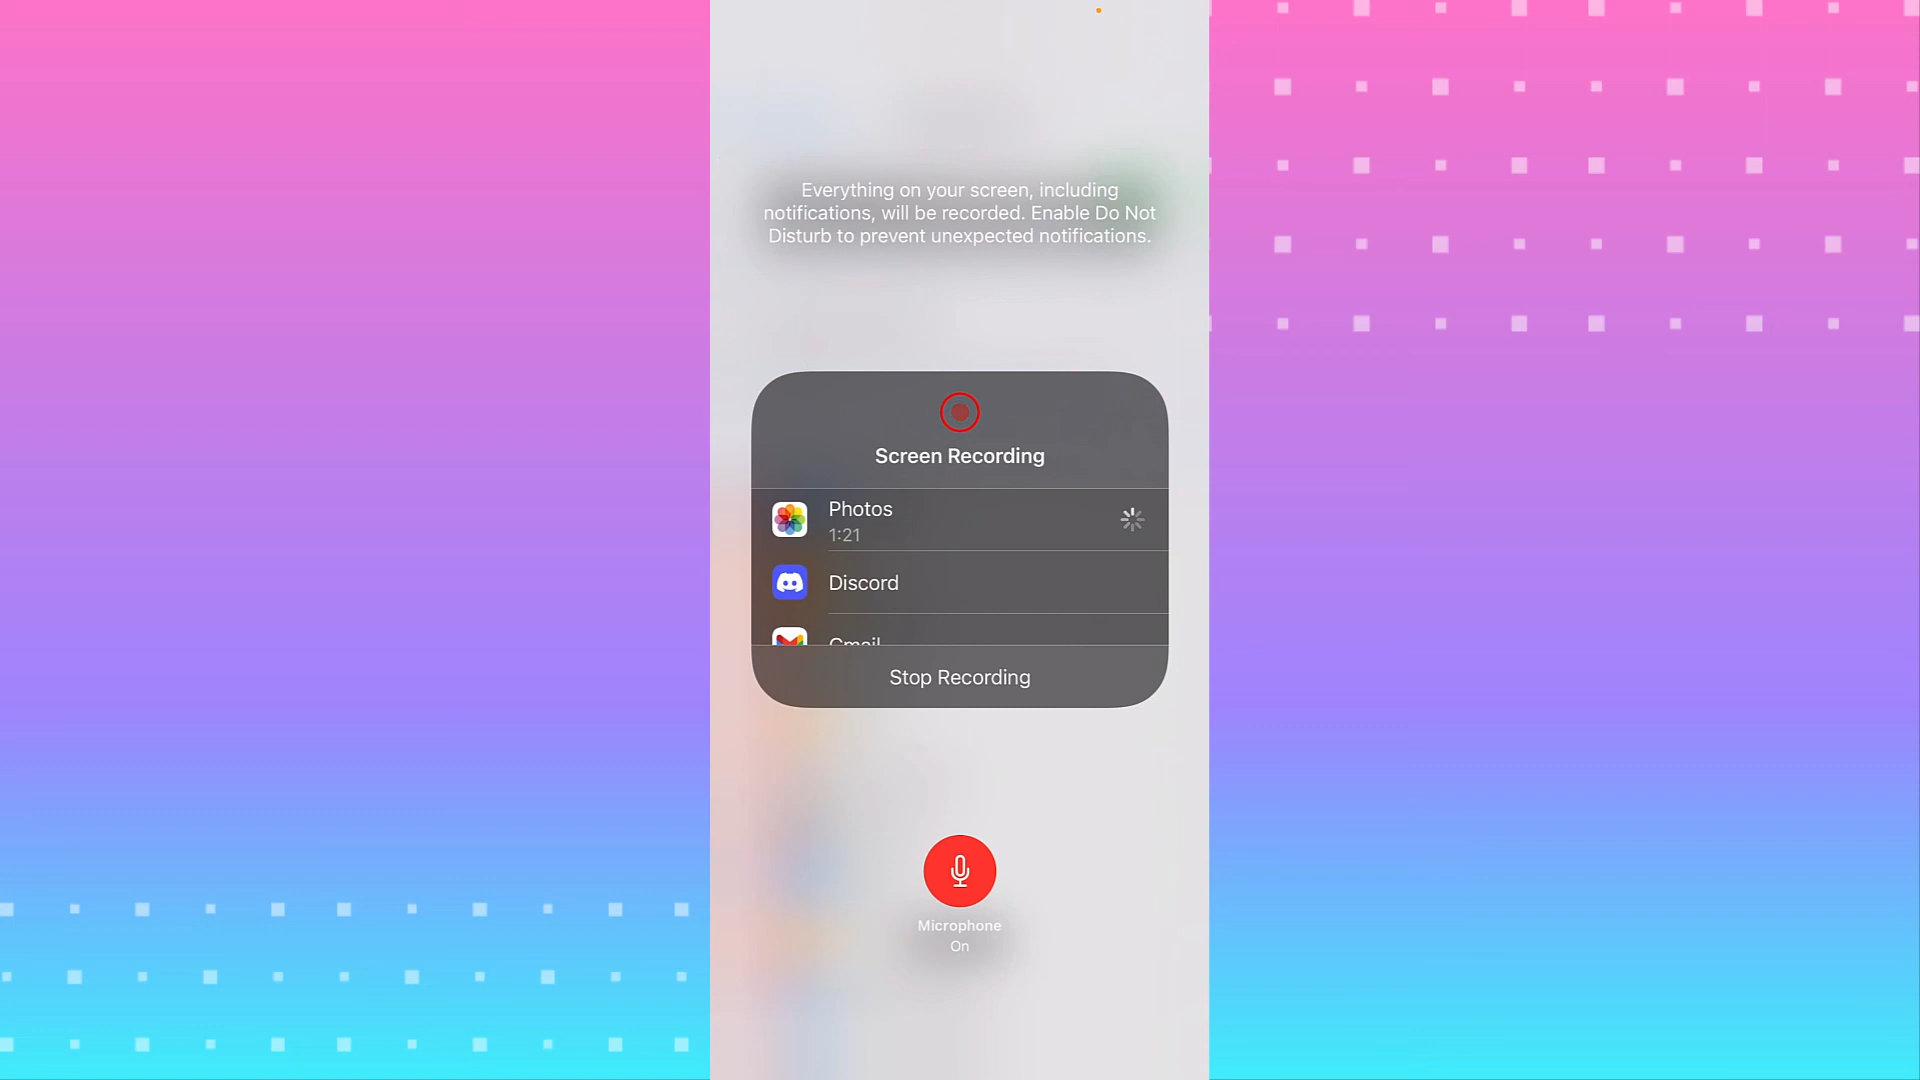 Everything on your screen, including
notifications, will be recorded. Enable Do Not
Disturb to prevent unexpected notifications.
Screen Recording
Photos
1:21
Discord
Gmail
Stop Recording
Microphone
On